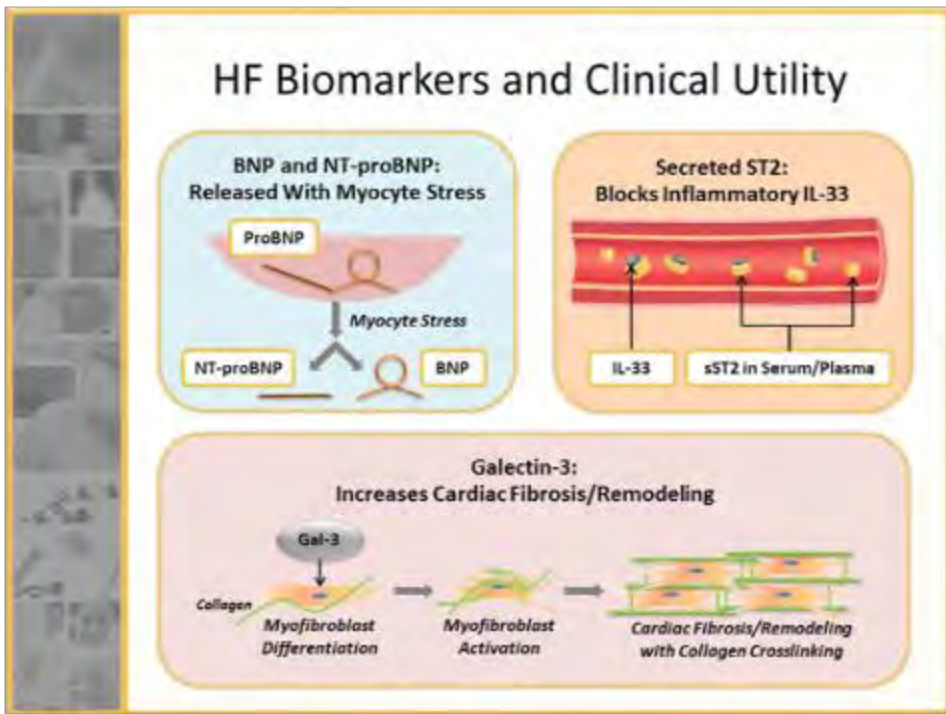 HF Biomarkers and Clinical Utility
BNP and NT-proBNP:
Released With Myocyte Stress
ProBNP
Myocyte Stress
NT-proBNP
BNP
Secreted ST2:
Blocks Inflammatory IL-33
IL-33
sST2 in Serum/Plasma
Galectin-3:
Increases Cardiac Fibrosis/Remodeling
Gal-3
Collagen
Myofibroblast
Differentiation
Myofibroblast
Activation
Cardiac Fibrosis/Remodeling
with Collagen Crosslinking